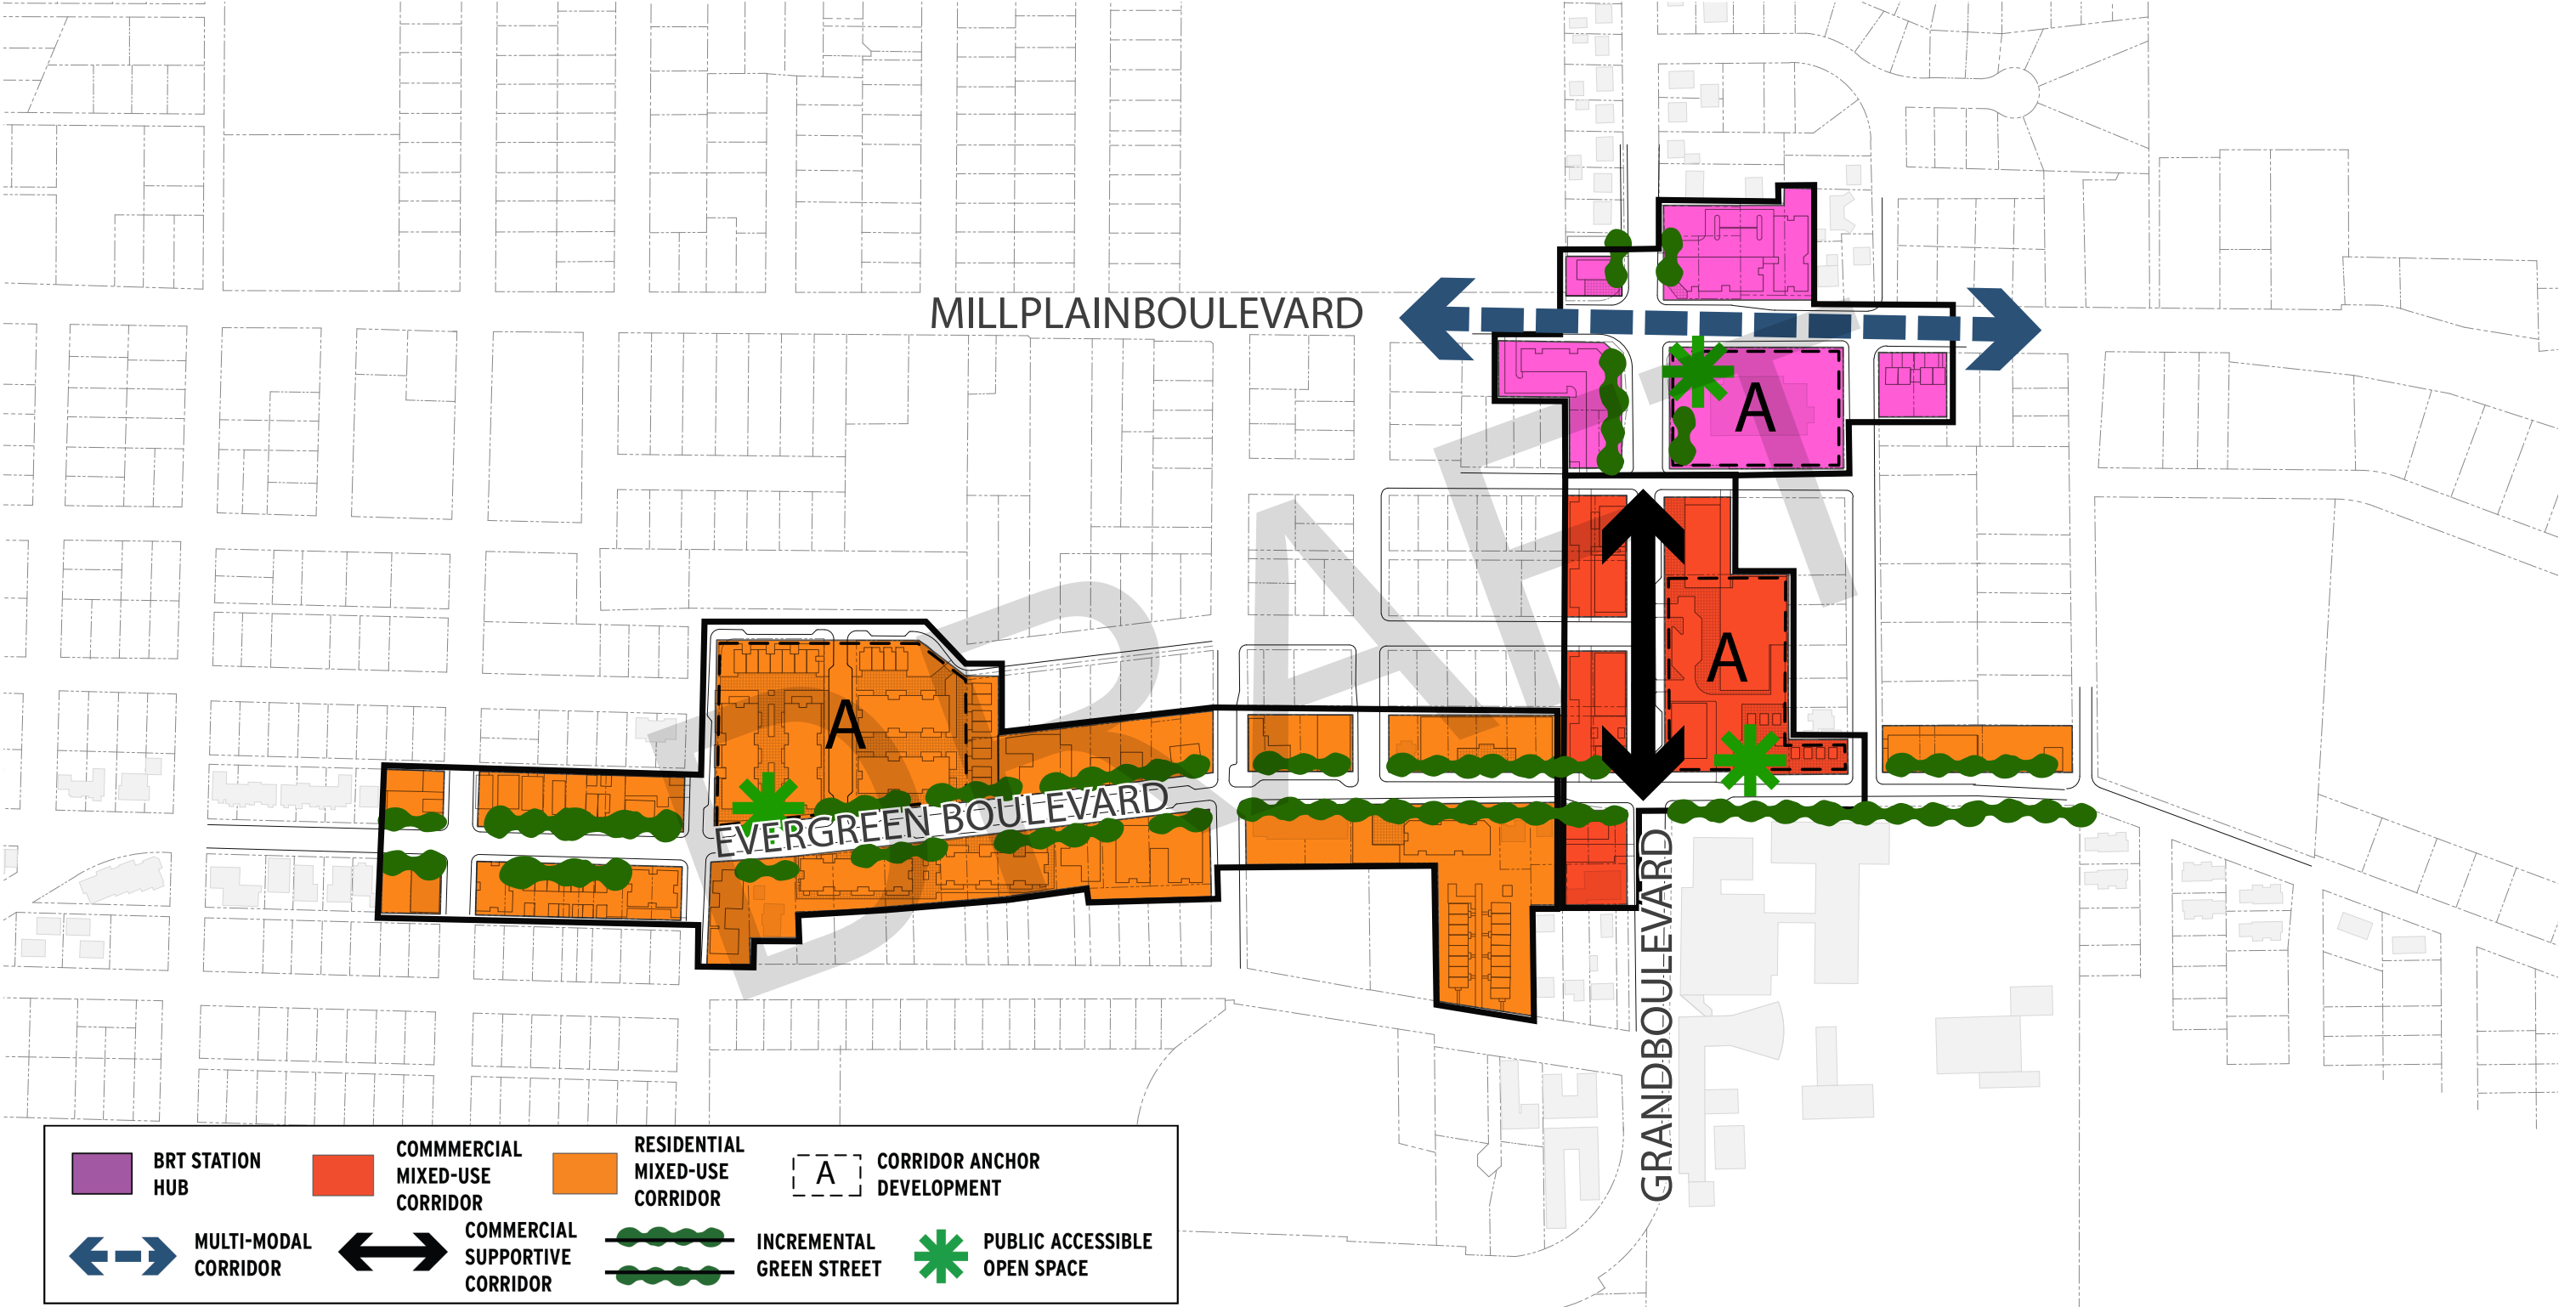 MILLPLAINBOULEVARD
A
A
A
EVERGREEN BOULEVARD
GRANDBOULEVARD
DRAFT
BRT STATION
HUB
COMMMERCIAL
MIXED-USE
CORRIDOR
RESIDENTIAL
MIXED-USE
CORRIDOR
A
CORRIDOR ANCHOR
DEVELOPMENT
MULTI-MODAL
CORRIDOR
COMMERCIAL
SUPPORTIVE
CORRIDOR
INCREMENTAL
GREEN STREET
PUBLIC ACCESSIBLE
OPEN SPACE